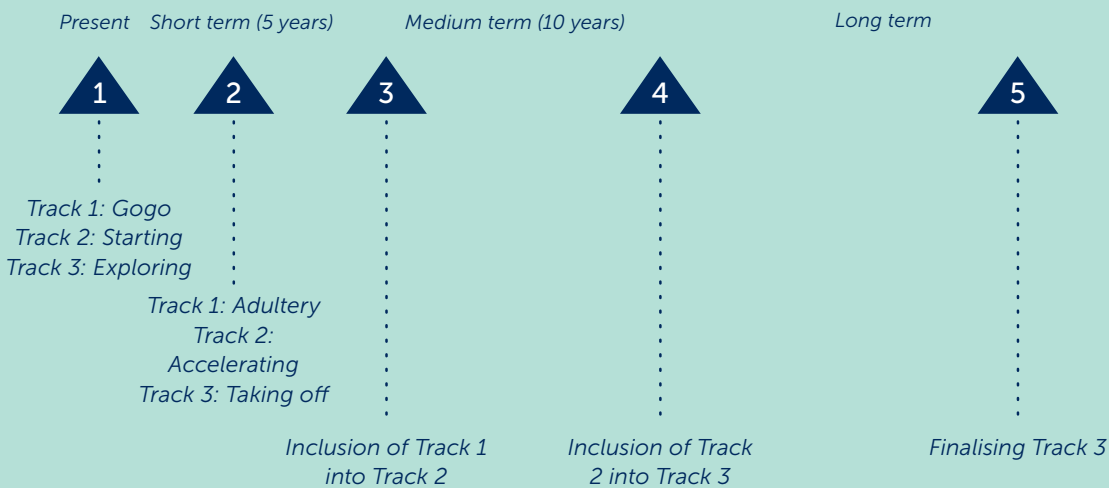 Present Short term (5 years) Medium term (10 years) Long term
1 2 3 4 5
Track 1: Gogo
Track 2: Starting
Track 3: Exploring
Track 1: Adultery
Track 2:
Accelerating
Track 3: Taking off
Inclusion of Track 1
into Track 2
Inclusion of Track
2 into Track 3
Finalising Track 3